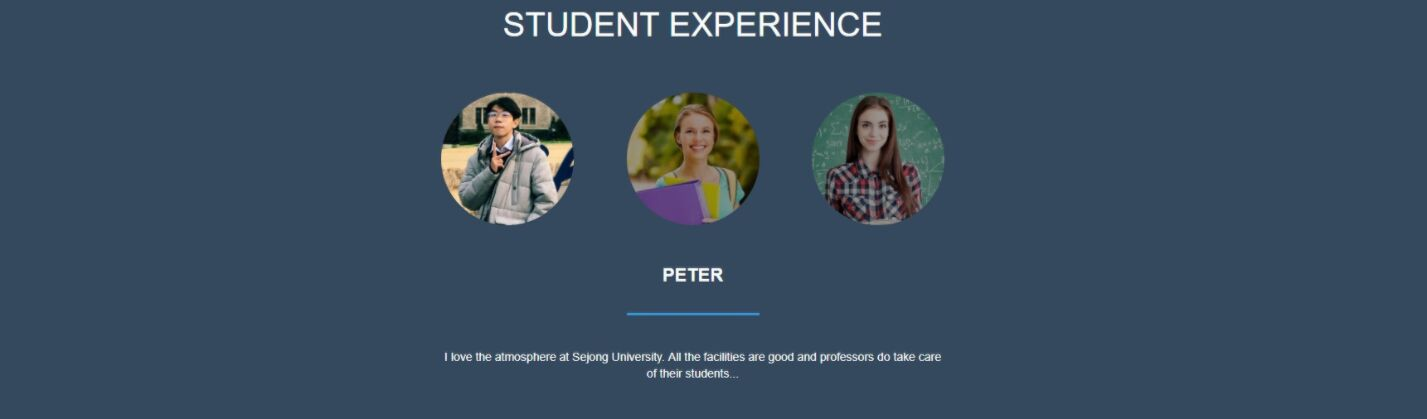 STUDENT EXPERIENCE
PETER
I love the atmosphere at Sejong University. All the facilities are good and professors do take care
of their students...